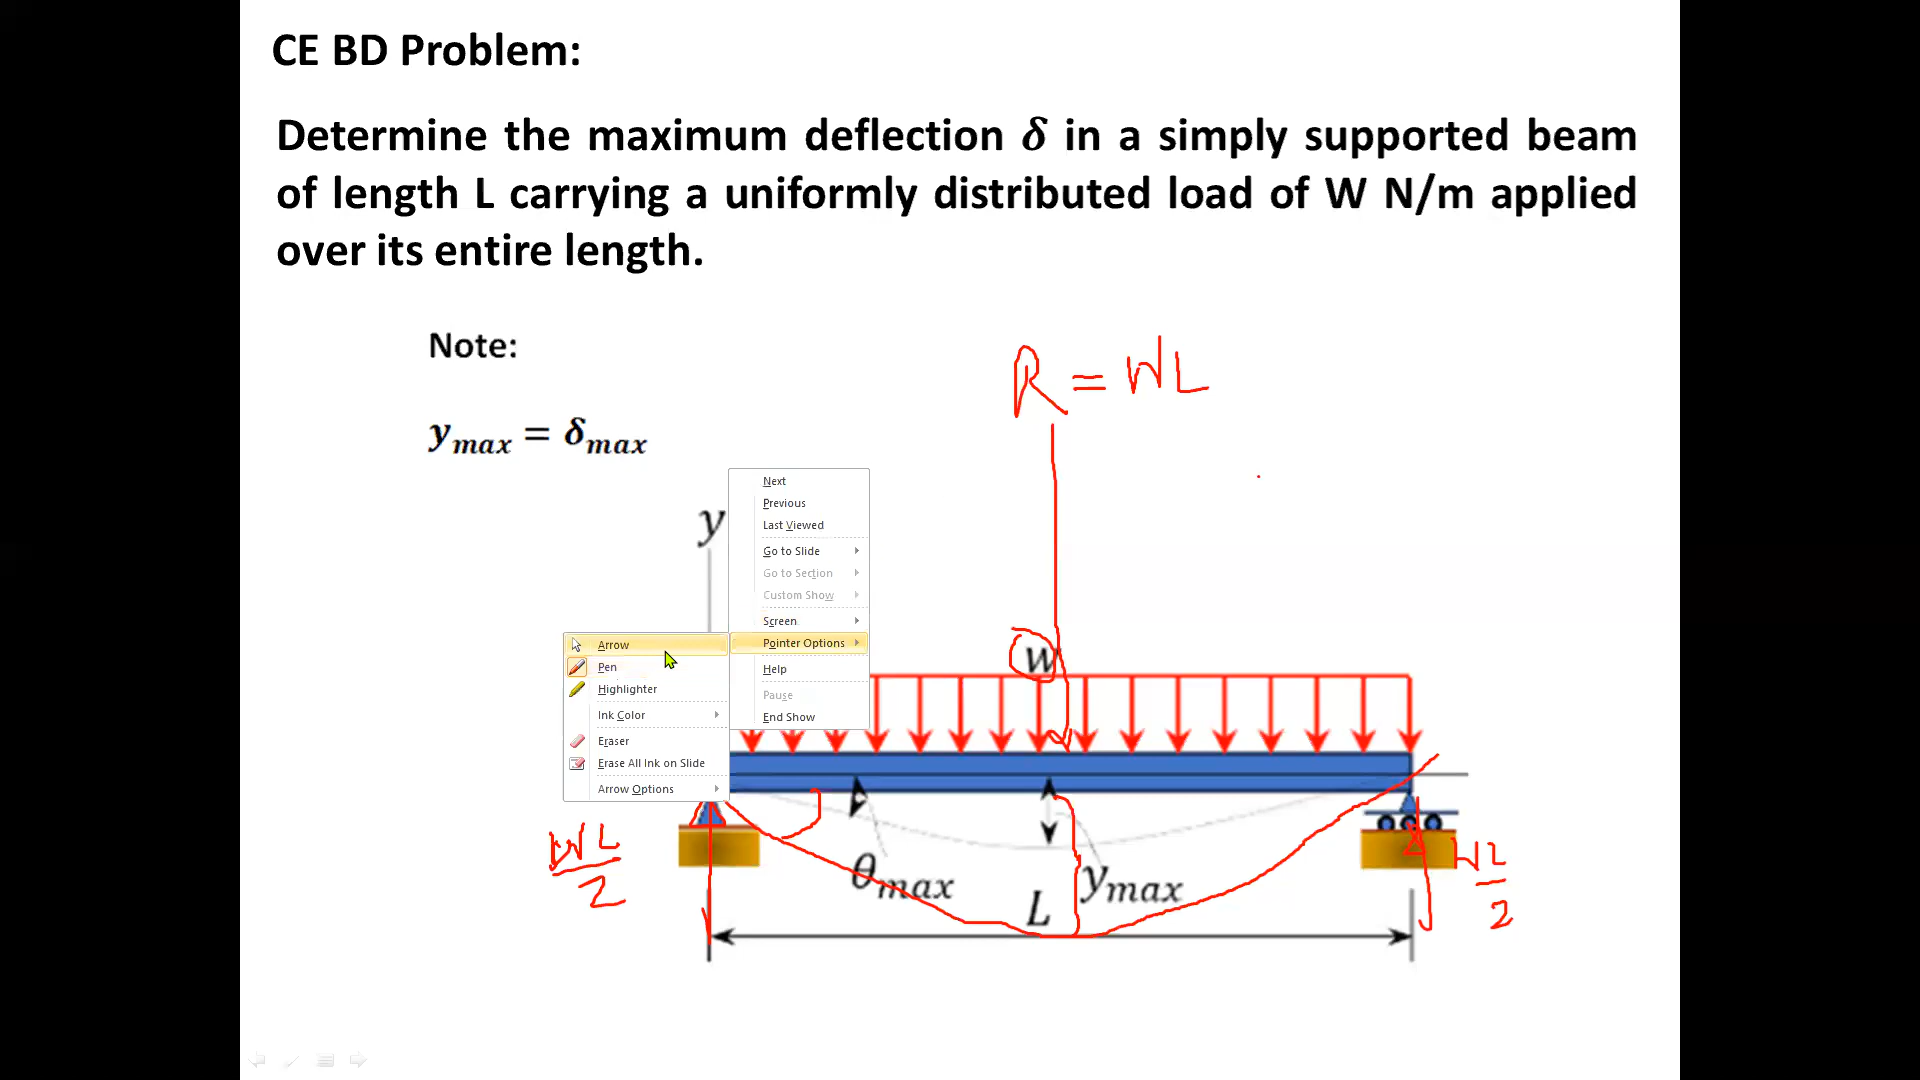 CE BD Problem:
Determine the maximum deflection δ in a simply supported beam
of length L carrying a uniformly distributed load of W N/m applied
over its entire length.
Note:
R = WL
y_max = δ_max
y
Next
Previous
Last Viewed
Go to Slide
Go to Section
Custom Show
Screen
Pointer Options
Help
Pause
End Show
Arrow
Pen
Highlighter
Ink Color
Eraser
Erase All Ink on Slide
Arrow Options
W
WL/2
θ_max
y_max
L
WL/2